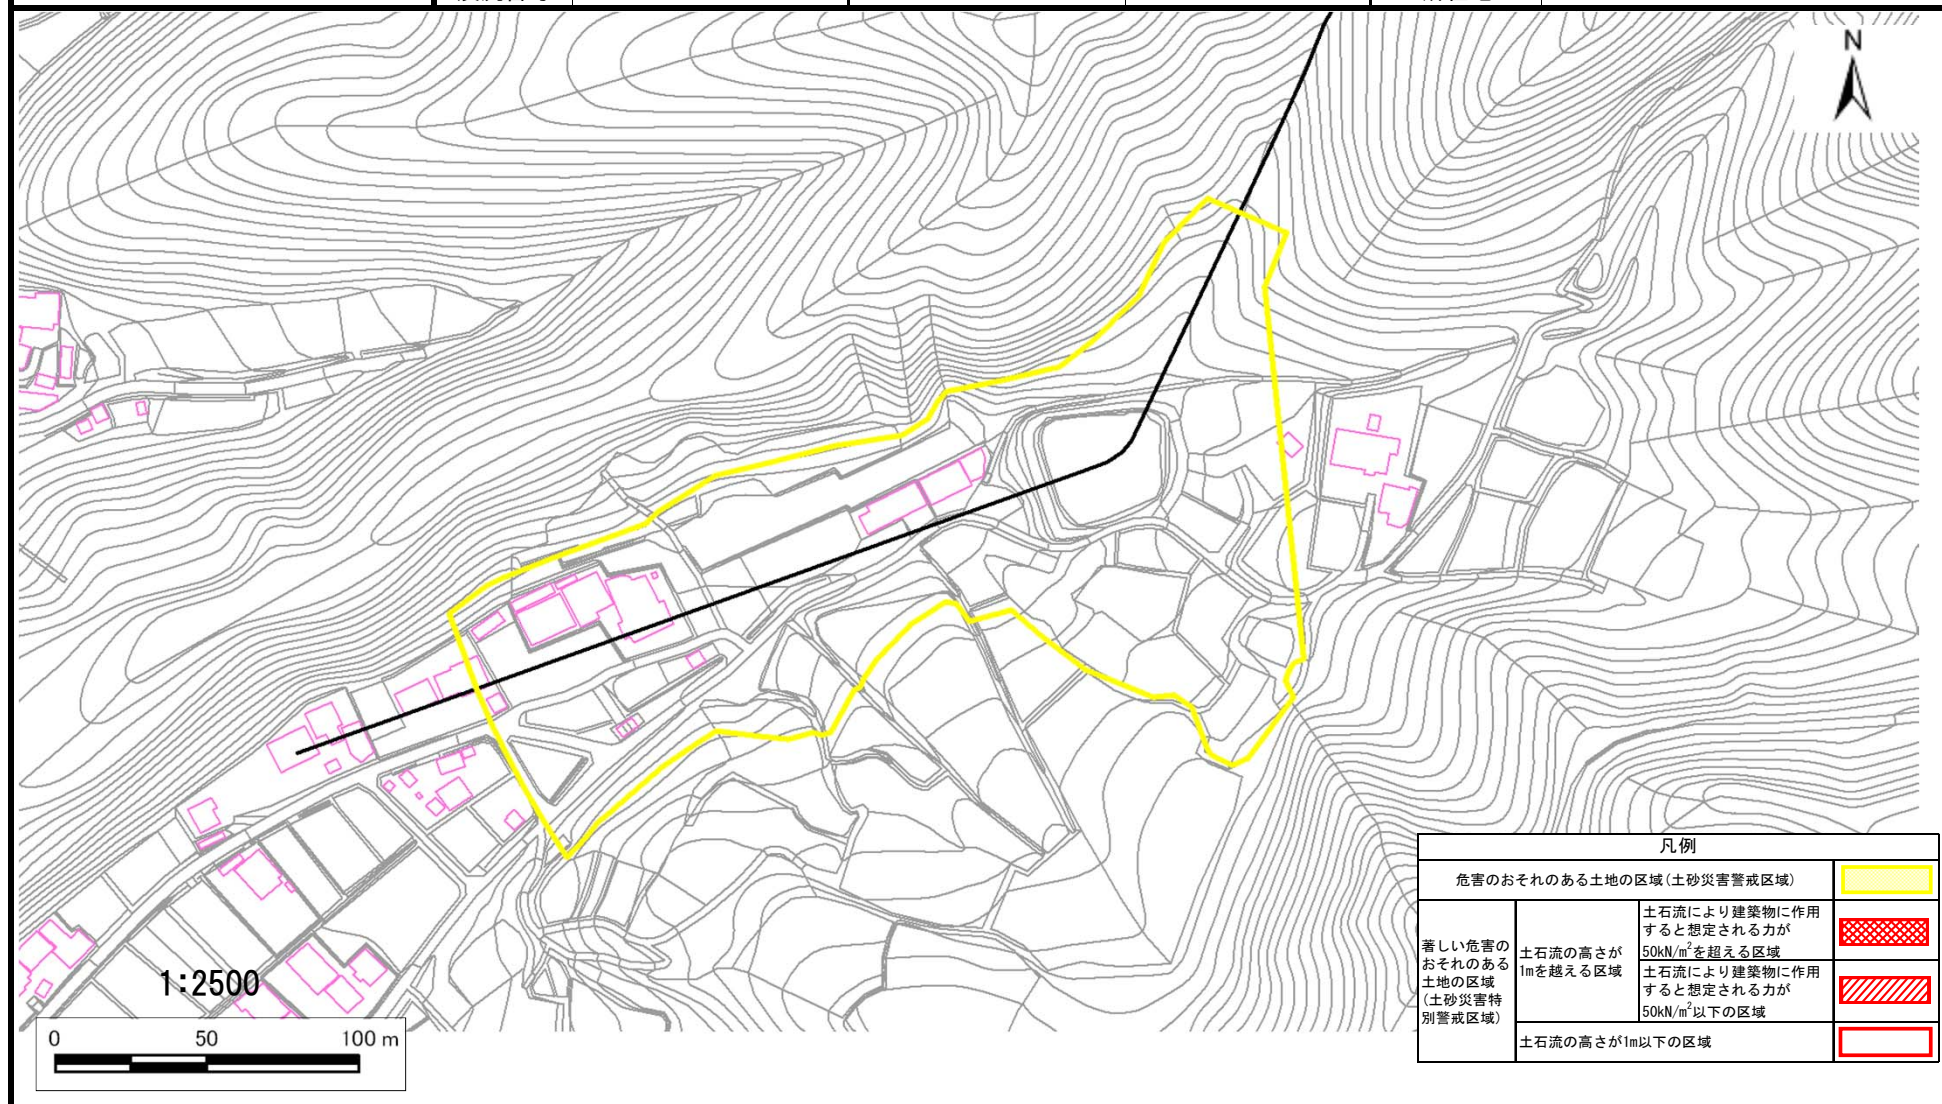 N
1:2500
0 50 100 m
凡例
危害のおそれのある土地の区域(土砂災害警戒区域)
著しい危害の
おそれのある
土地の区域
(土砂災害特
別警戒区域)
土石流の高さが
1mを越える区域
土石流により建築物に作用
すると想定される力が
50kN/m²を超える区域
土石流により建築物に作用
すると想定される力が
50kN/m²以下の区域
土石流の高さが1m以下の区域